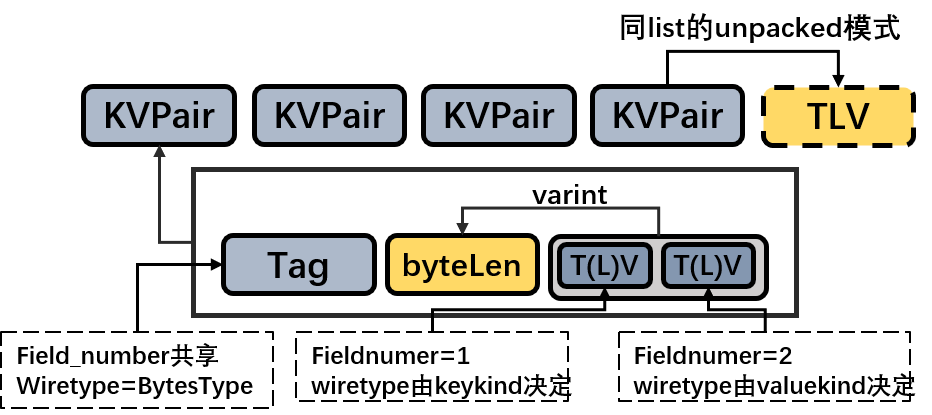 同list的unpacked模式
KVPair KVPair KVPair KVPair TLV
varint
Tag byteLen T(L)V T(L)V
Field_number共享
Wiretype=BytesType
Fieldnumer=1
wiretype由keykind决定
Fieldnumer=2
wiretype由valuekind决定